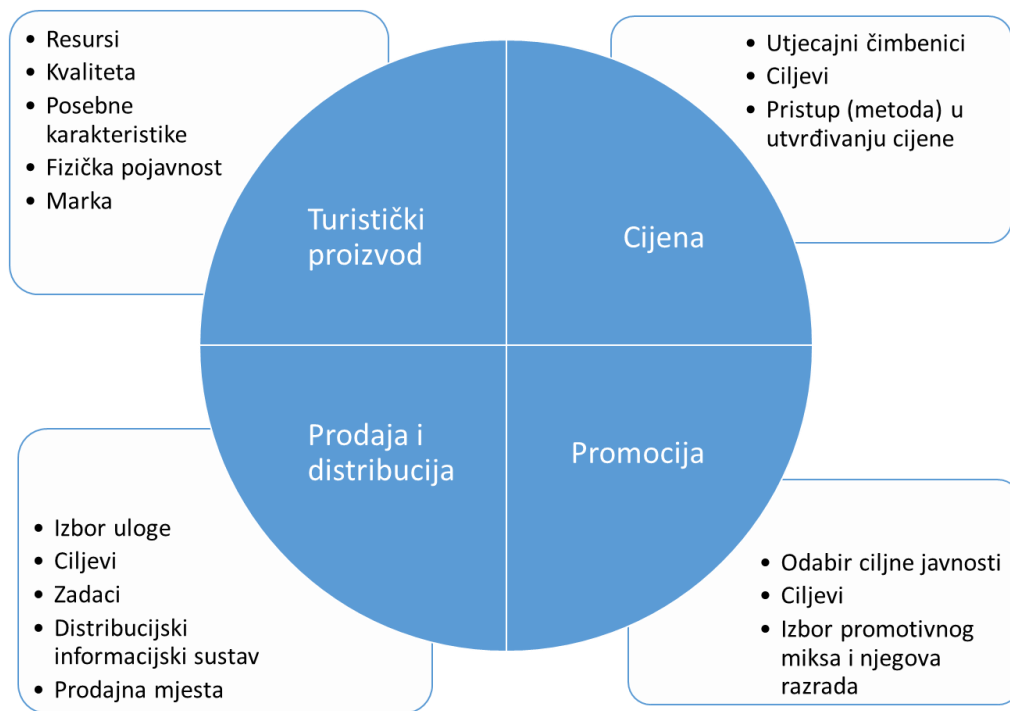 • Resursi
• Kvaliteta
• Posebne
karakteristike
• Fizička pojavnost
• Marka
• Utjecajni čimbenici
• Ciljevi
• Pristup (metoda) u
utvrđivanju cijene
Turistički
proizvod
Cijena
Prodaja i
distribucija
Promocija
• Izbor uloge
• Ciljevi
• Zadaci
• Distribucijski
informacijski sustav
• Prodajna mjesta
• Odabir ciljne javnosti
• Ciljevi
• Izbor promotivnog
miksa i njegova
razrada